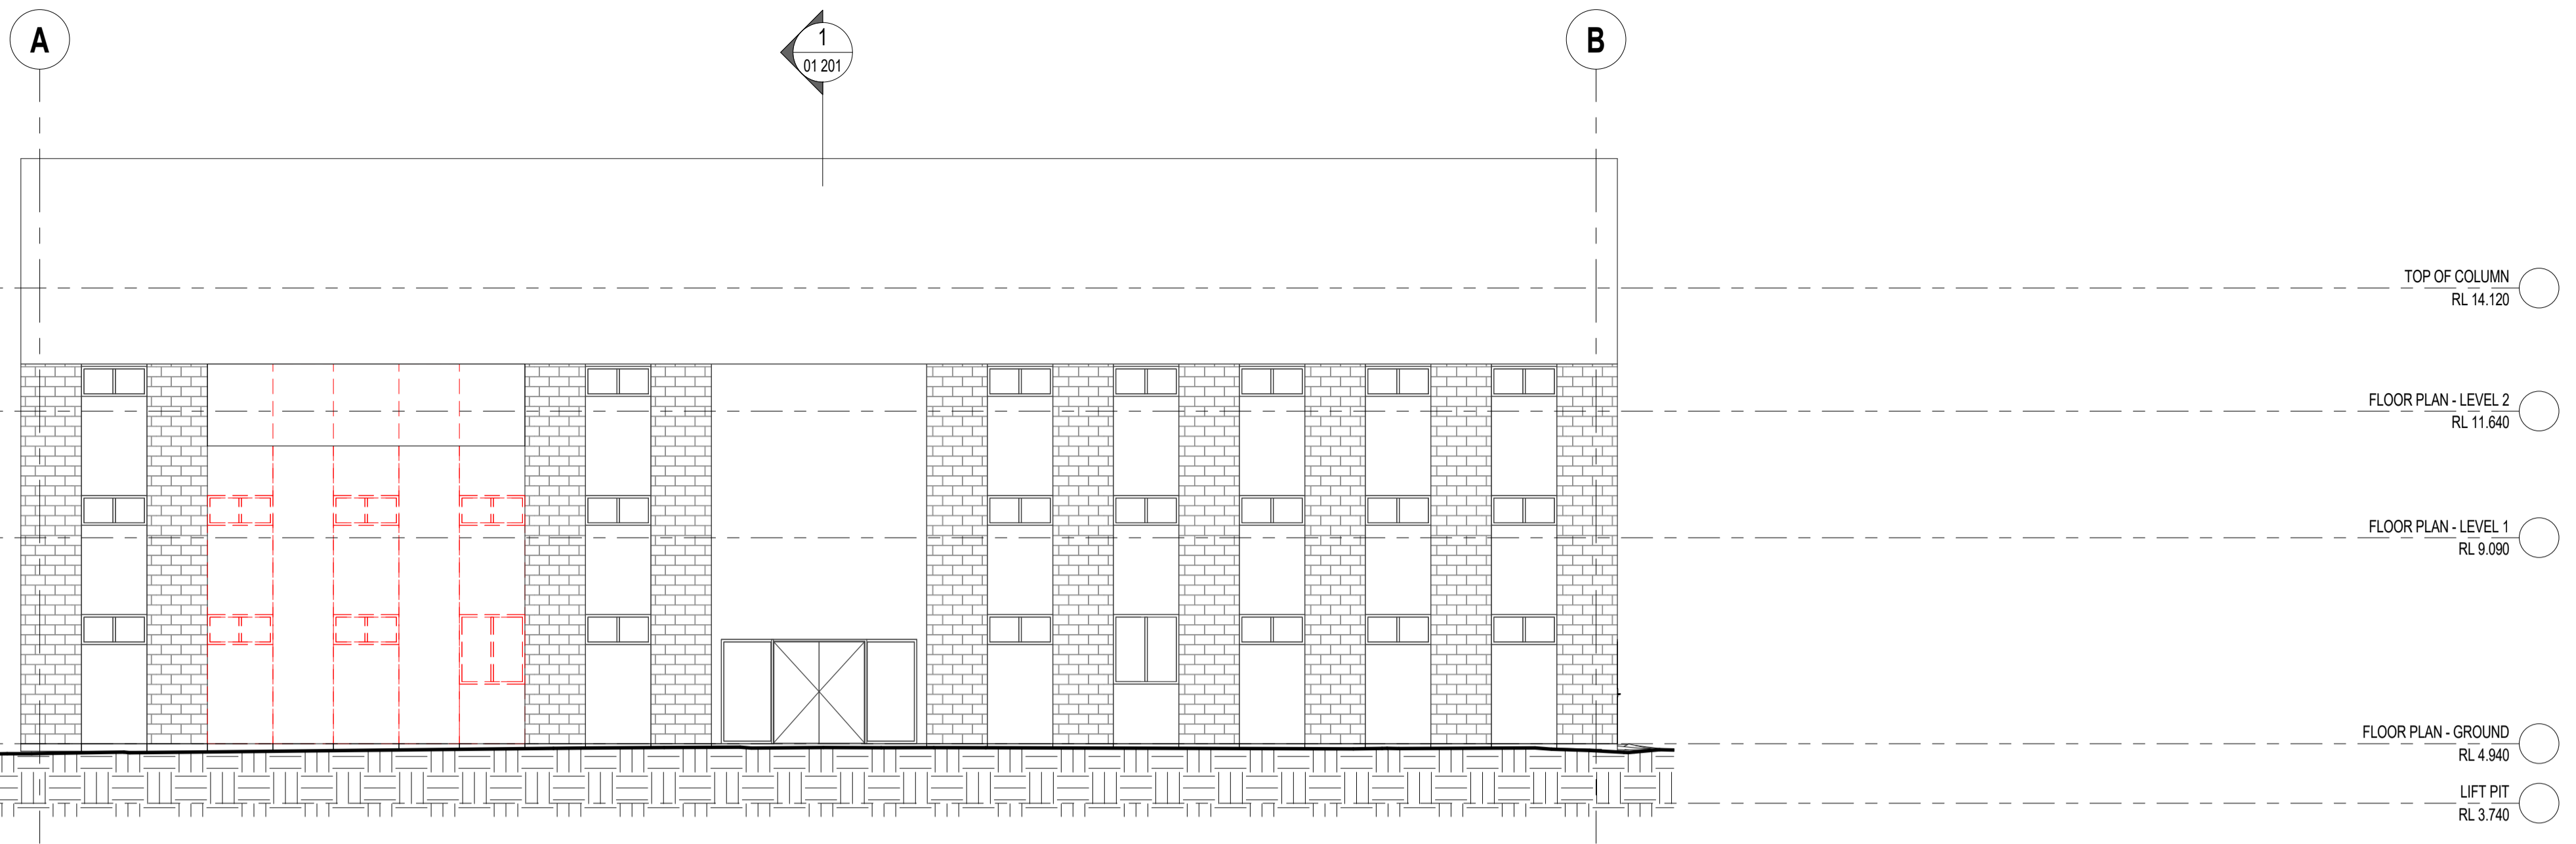 A
1
01 201
B
TOP OF COLUMN
RL 14.120
FLOOR PLAN - LEVEL 2
RL 11.640
FLOOR PLAN - LEVEL 1
RL 9.090
FLOOR PLAN - GROUND
RL 4.940
LIFT PIT
RL 3.740